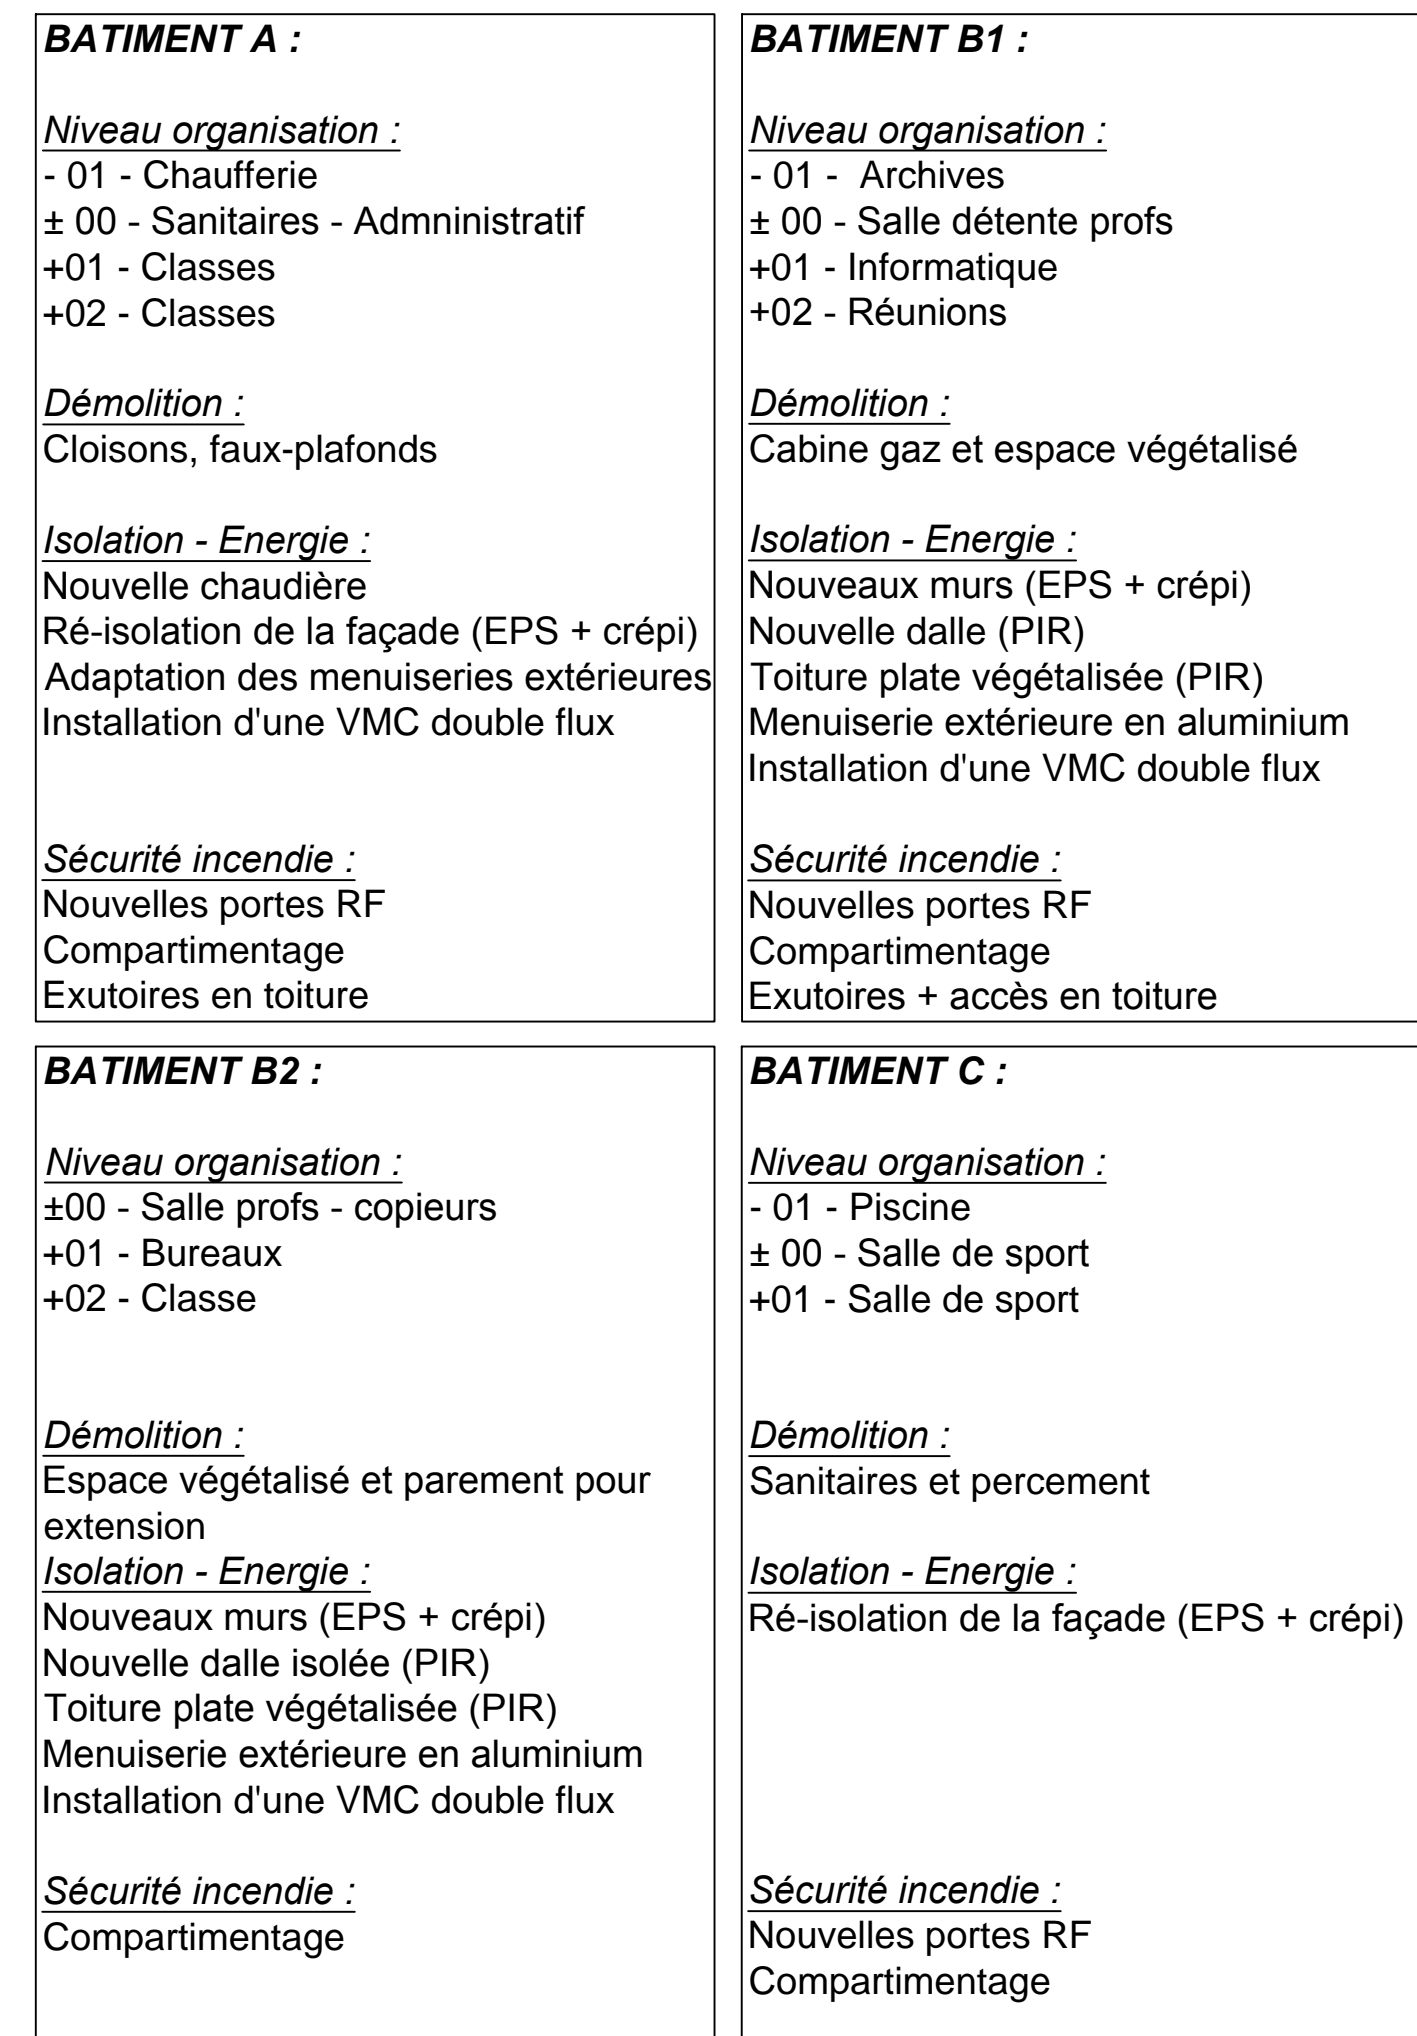 BATIMENT A :
Niveau organisation :
- 01 - Chaufferie
± 00 - Sanitaires - Admninistratif
+01 - Classes
+02 - Classes
Démolition :
Cloisons, faux-plafonds
Isolation - Energie :
Nouvelle chaudière
Ré-isolation de la façade (EPS + crépi)
Adaptation des menuiseries extérieures
Installation d'une VMC double flux
Sécurité incendie :
Nouvelles portes RF
Compartimentage
Exutoires en toiture
BATIMENT B1 :
Niveau organisation :
- 01 - Archives
± 00 - Salle détente profs
+01 - Informatique
+02 - Réunions
Démolition :
Cabine gaz et espace végétalisé
Isolation - Energie :
Nouveaux murs (EPS + crépi)
Nouvelle dalle (PIR)
Toiture plate végétalisée (PIR)
Menuiserie extérieure en aluminium
Installation d'une VMC double flux
Sécurité incendie :
Nouvelles portes RF
Compartimentage
Exutoires + accès en toiture
BATIMENT B2 :
Niveau organisation :
±00 - Salle profs - copieurs
+01 - Bureaux
+02 - Classe
Démolition :
Espace végétalisé et parement pour
extension
Isolation - Energie :
Nouveaux murs (EPS + crépi)
Nouvelle dalle isolée (PIR)
Toiture plate végétalisée (PIR)
Menuiserie extérieure en aluminium
Installation d'une VMC double flux
Sécurité incendie :
Compartimentage
BATIMENT C :
Niveau organisation :
- 01 - Piscine
± 00 - Salle de sport
+01 - Salle de sport
Démolition :
Sanitaires et percement
Isolation - Energie :
Ré-isolation de la façade (EPS + crépi)
Sécurité incendie :
Nouvelles portes RF
Compartimentage